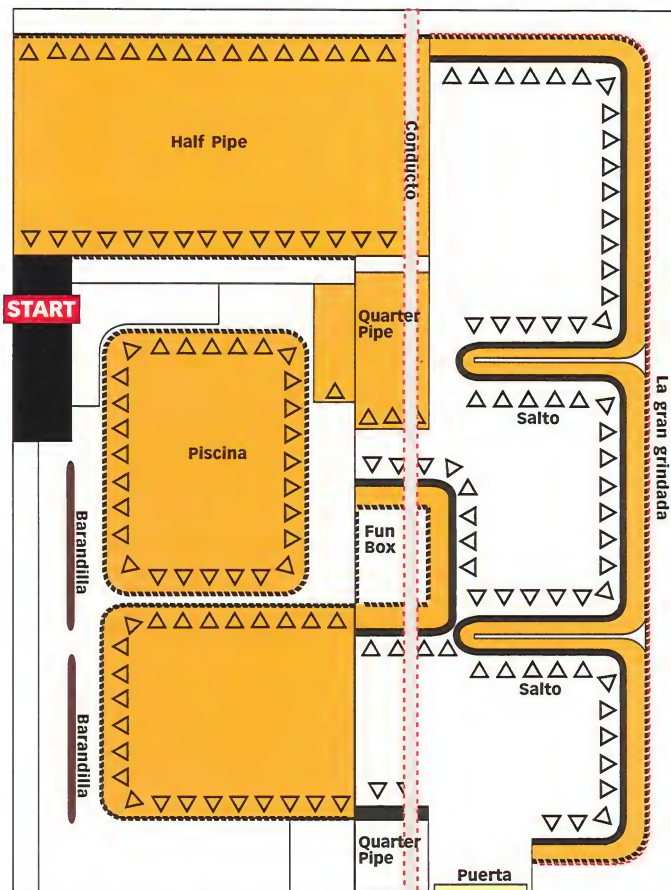 Half Pipe
Conducto
START
Quarter
Pipe
La gran grindada
Salto
Piscina
Barandilla
Fun
Box
Salto
Barandilla
Quarter
Pipe
Puerta